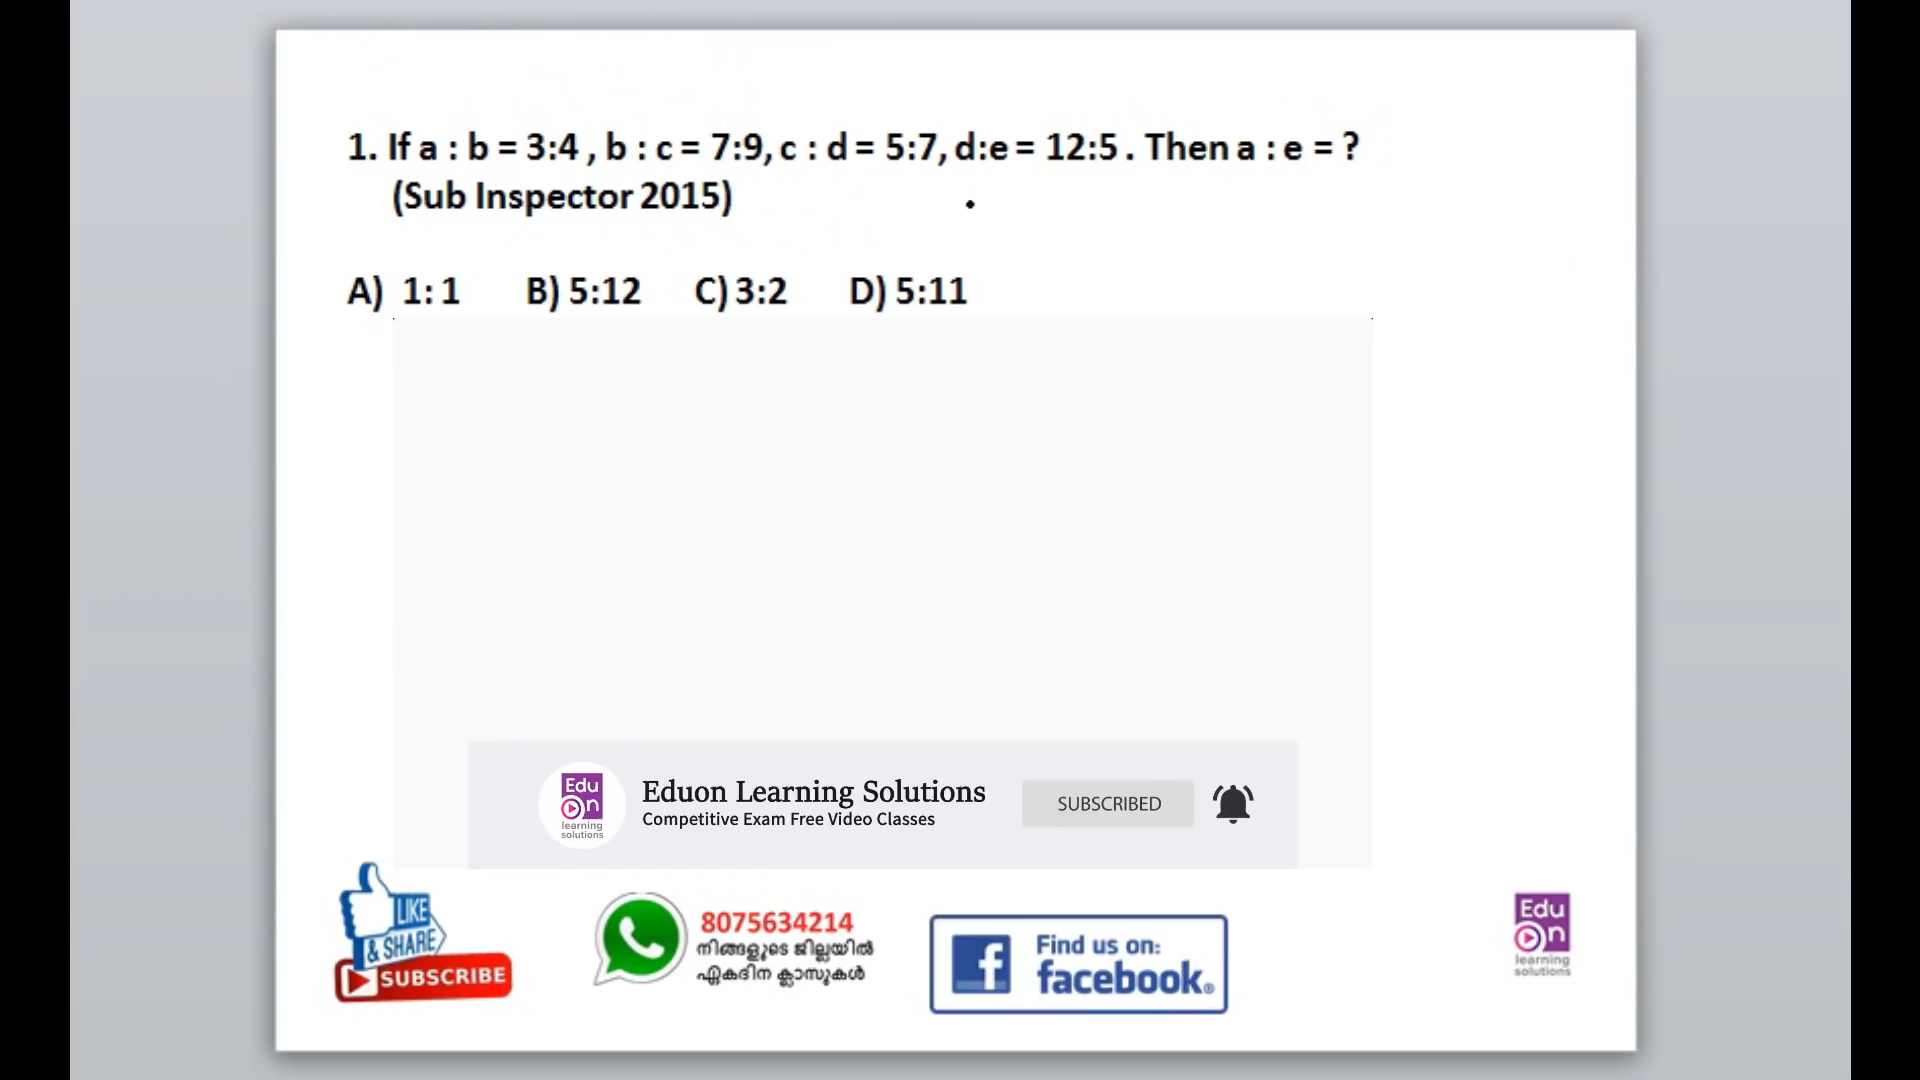 1. If a : b = 3:4 , b : c = 7:9, c : d = 5:7, d:e = 12:5 . Then a : e = ?
(Sub Inspector 2015)
A) 1: 1 B) 5:12 C) 3:2 D) 5:11
Edu
On
learning
solutions
Eduon Learning Solutions
Competitive Exam Free Video Classes
SUBSCRIBED
LIKE
& SHARE
SUBSCRIBE
8075634214
നിങ്ങളുടെ ജില്ലയിൽ
ഏകദിന ക്ലാസുകൾ
Find us on:
facebook®
Edu
On
learning
solutions